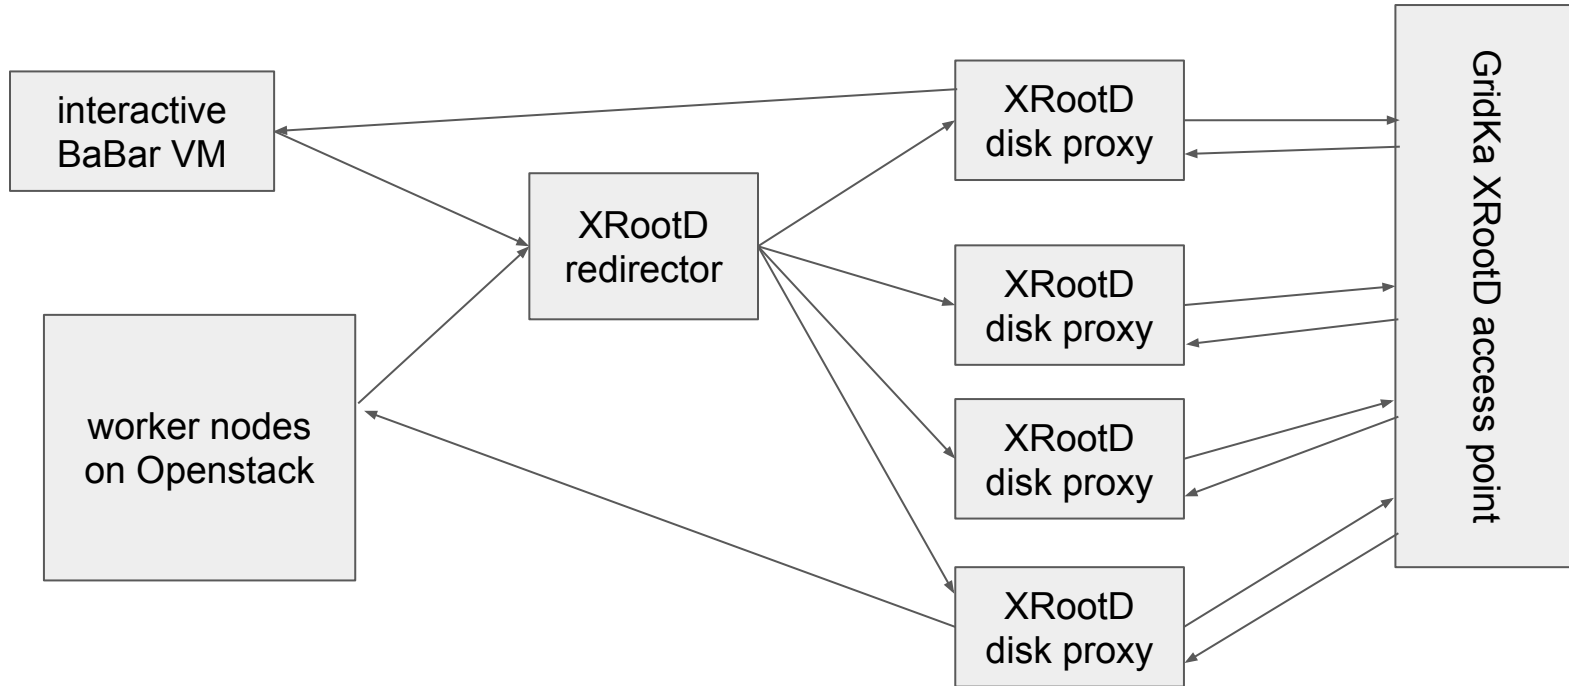 interactive
BaBar VM
worker nodes
on Openstack
XRootD
redirector
XRootD
disk proxy
XRootD
disk proxy
XRootD
disk proxy
XRootD
disk proxy
GridKa XRootD access point